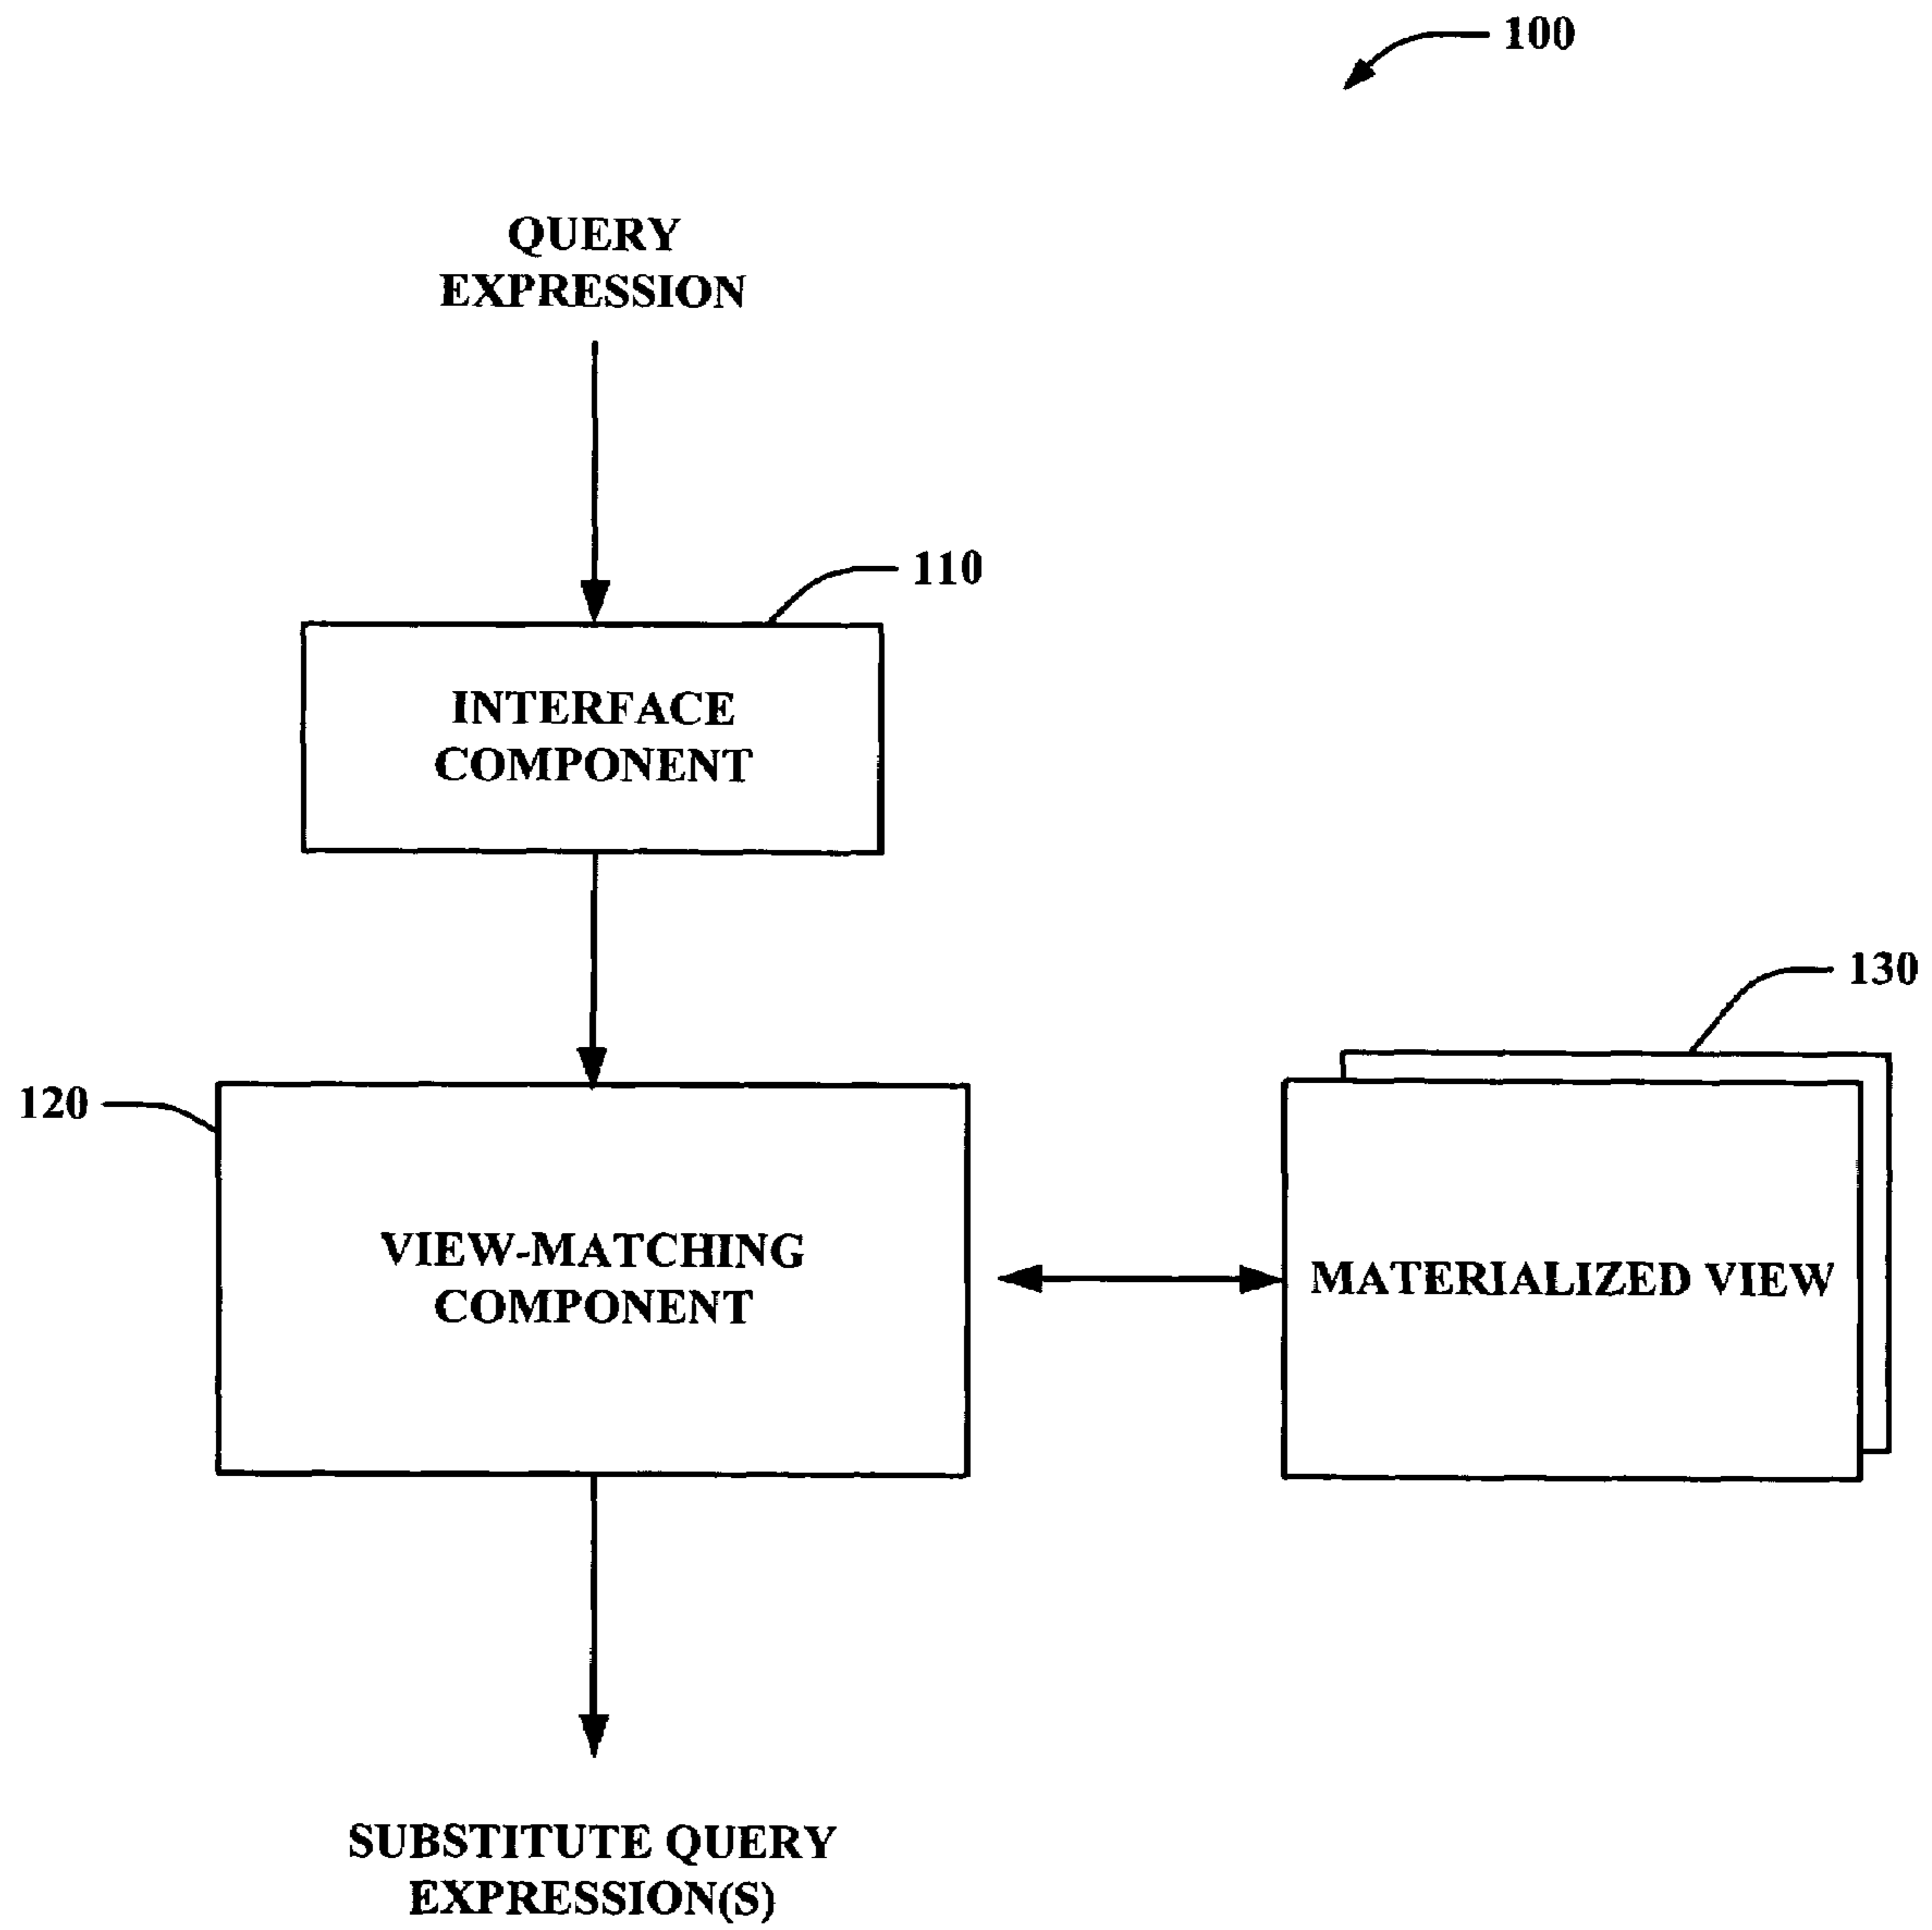 100
QUERY
EXPRESSION
110
INTERFACE
COMPONENT
130
120
VIEW-MATCHING
COMPONENT
MATERIALIZED VIEW
SUBSTITUTE QUERY
EXPRESSION(S)